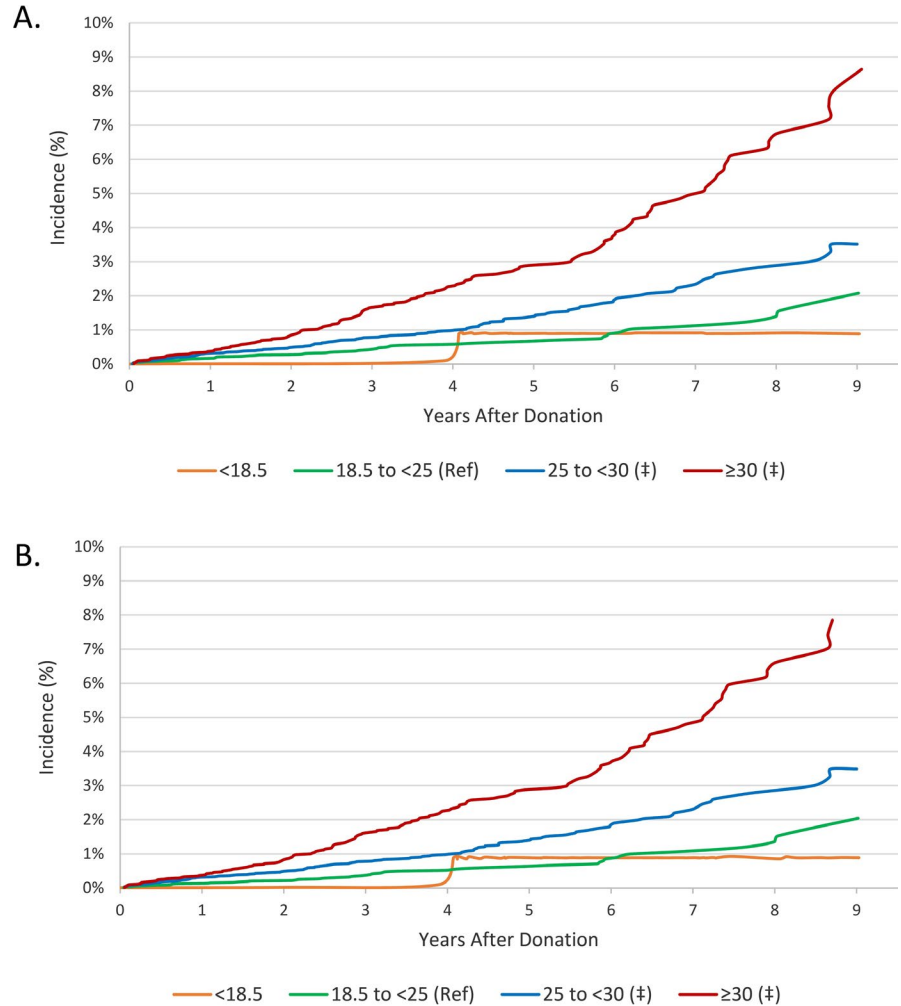 A.
10%
9%
8%
7%
6%
5%
4%
3%
2%
1%
0%
Incidence (%)
0 1 2 3 4 5 6 7 8 9
Years After Donation
<18.5 18.5 to <25 (Ref) 25 to <30 (‡) ≥30 (‡)
B.
10%
9%
8%
7%
6%
5%
4%
3%
2%
1%
0%
Incidence (%)
0 1 2 3 4 5 6 7 8 9
Years After Donation
<18.5 18.5 to <25 (Ref) 25 to <30 (‡) ≥30 (‡)